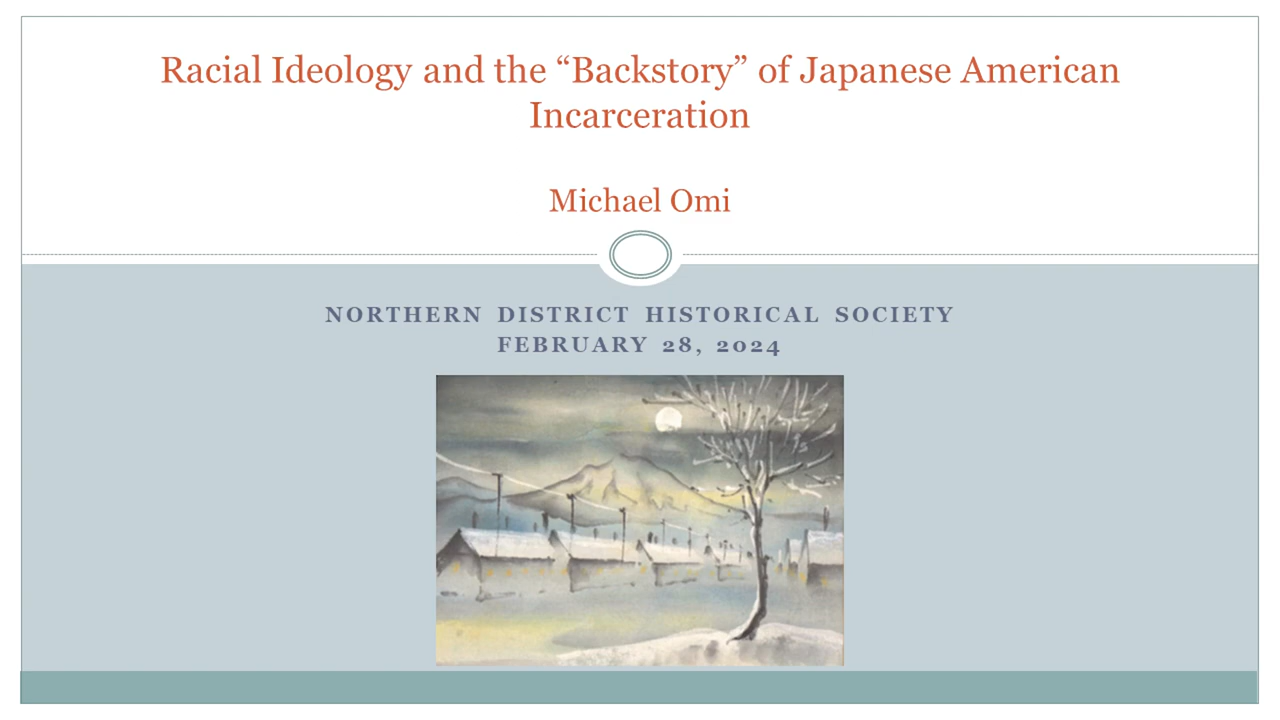 Racial Ideology and the “Backstory” of Japanese American
Incarceration
Michael Omi
NORTHERN DISTRICT HISTORICAL SOCIETY
FEBRUARY 28, 2024